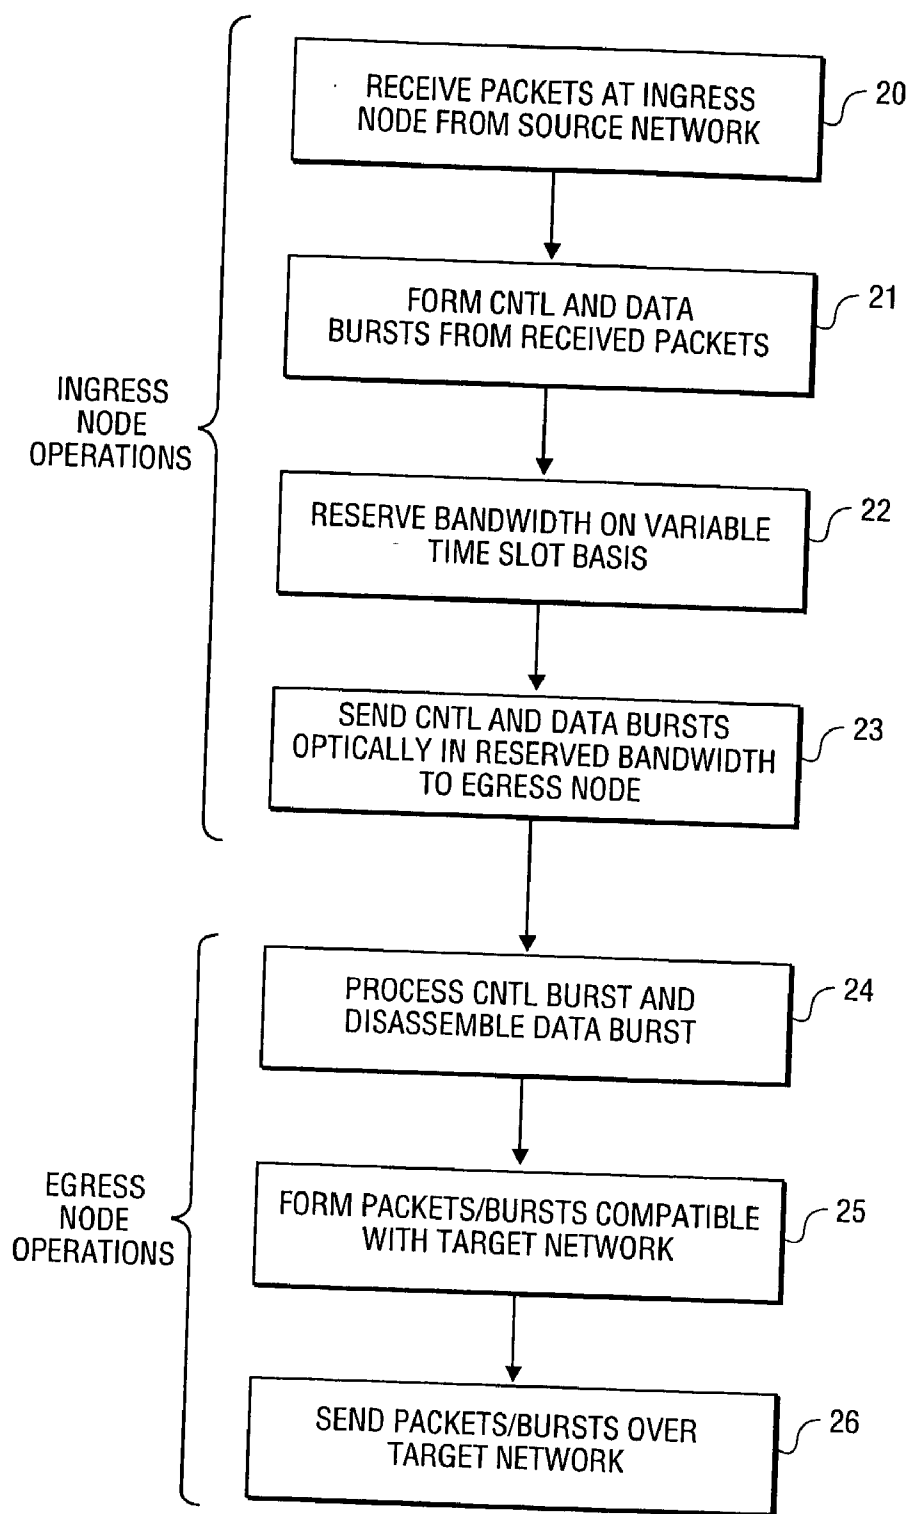 RECEIVE PACKETS AT INGRESS
NODE FROM SOURCE NETWORK
20
FORM CNTL AND DATA
BURSTS FROM RECEIVED PACKETS
21
INGRESS
NODE
OPERATIONS
RESERVE BANDWIDTH ON VARIABLE
TIME SLOT BASIS
22
SEND CNTL AND DATA BURSTS
OPTICALLY IN RESERVED BANDWIDTH
TO EGRESS NODE
23
PROCESS CNTL BURST AND
DISASSEMBLE DATA BURST
24
EGRESS
NODE
OPERATIONS
FORM PACKETS/BURSTS COMPATIBLE
WITH TARGET NETWORK
25
SEND PACKETS/BURSTS OVER
TARGET NETWORK
26